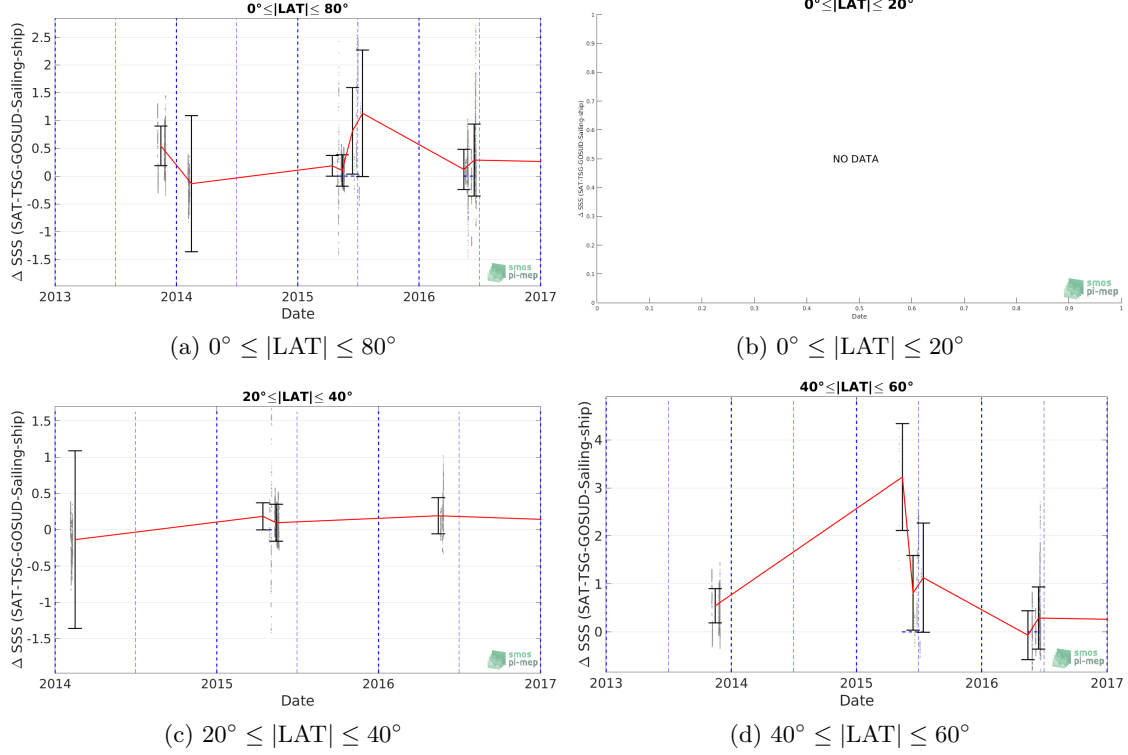 0°≤|LAT|≤ 80°
Δ SSS (SAT-TSG-GOSUD-Sailing-ship)
2.5
2
1.5
1
0.5
0
-0.5
-1
-1.5
2013 2014 2015 2016 2017
Date
smos
pi-mep
(a) 0° ≤ |LAT| ≤ 80°
0°≤|LAT|≤ 20°
Δ SSS (SAT-TSG-GOSUD-Sailing-ship)
1
0.9
0.8
0.7
0.6
0.5
0.4
0.3
0.2
0.1
0
NO DATA
0 0.1 0.2 0.3 0.4 0.5 0.6 0.7 0.8 0.9 1
Date
smos
pi-mep
(b) 0° ≤ |LAT| ≤ 20°
20°≤|LAT|≤ 40°
Δ SSS (SAT-TSG-GOSUD-Sailing-ship)
1.5
1
0.5
0
-0.5
-1
-1.5
2014 2015 2016 2017
Date
smos
pi-mep
(c) 20° ≤ |LAT| ≤ 40°
40°≤|LAT|≤ 60°
Δ SSS (SAT-TSG-GOSUD-Sailing-ship)
4
3
2
1
0
2013 2014 2015 2016 2017
Date
smos
pi-mep
(d) 40° ≤ |LAT| ≤ 60°